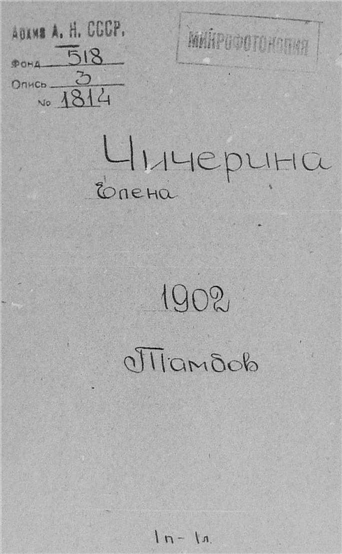 Архив А. Н. СССР.
МИКРОФОТОКОПИЯ
Фонд 518
Опись 3
№ 1814
Чичерина
Елена
1902
Тамбов
1п-1л